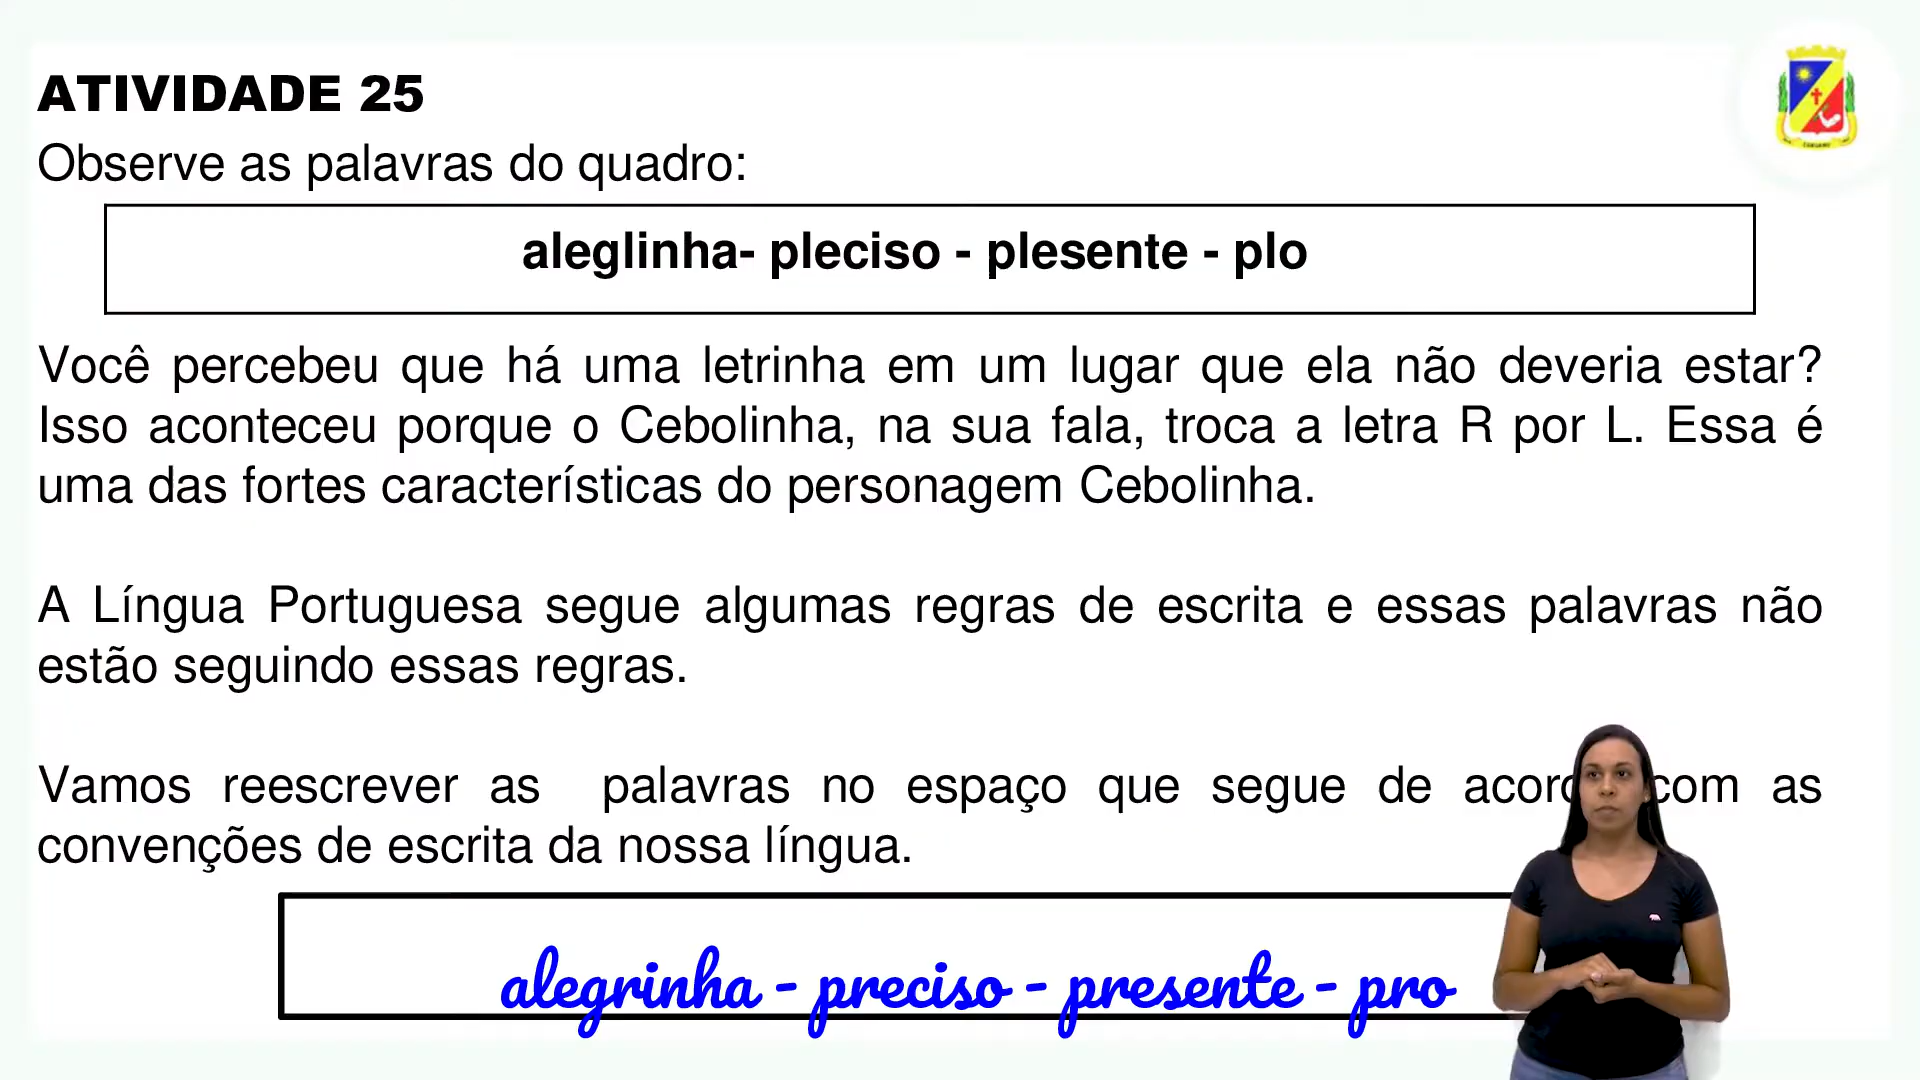 ATIVIDADE 25
Observe as palavras do quadro:
aleglinha- pleciso - plesente - plo
Você percebeu que há uma letrinha em um lugar que ela não deveria estar?
Isso aconteceu porque o Cebolinha, na sua fala, troca a letra R por L. Essa é
uma das fortes características do personagem Cebolinha.
A Língua Portuguesa segue algumas regras de escrita e essas palavras não
estão seguindo essas regras.
Vamos reescrever as palavras no espaço que segue de com as
convenções de escrita da nossa língua.
alegrinha - preciso - presente - pro